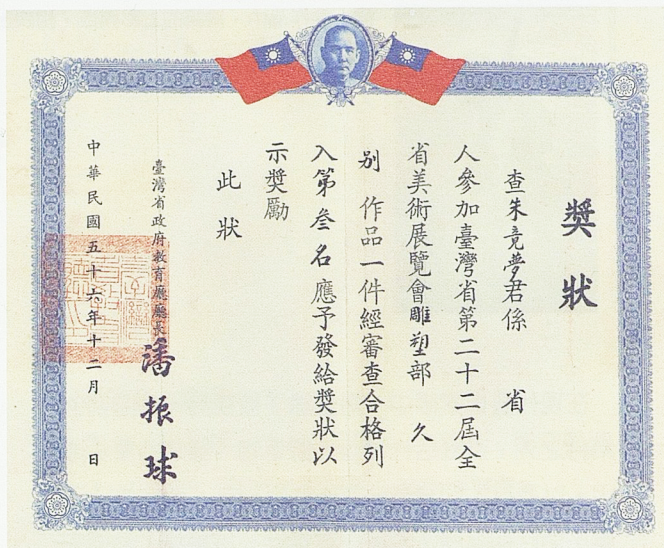 獎狀
查朱竟夢君係 省
人參加臺灣省第二十二屆全
省美術展覽會雕塑部 久
別 作品一件經審查合格列
入第叄名應予發給獎狀以
示獎勵
此狀
臺灣省政府教育廳廳長 潘振球
中華民國五十六年十二月 日